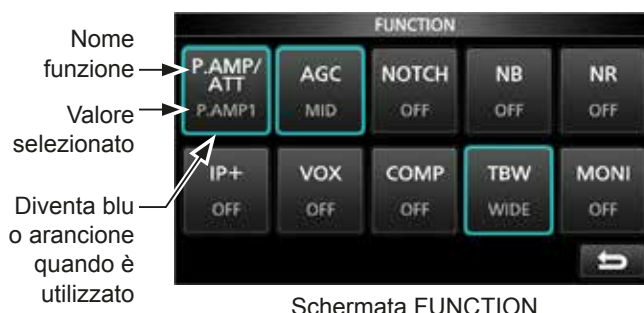 Nome
funzione
Valore
selezionato
Diventa blu
o arancione
quando è
utilizzato
FUNCTION
P.AMP/
ATT
P.AMP1
AGC
MID
NOTCH
OFF
NB
OFF
NR
OFF
IP+
OFF
VOX
OFF
COMP
OFF
TBW
WIDE
MONI
OFF
Schermata FUNCTION